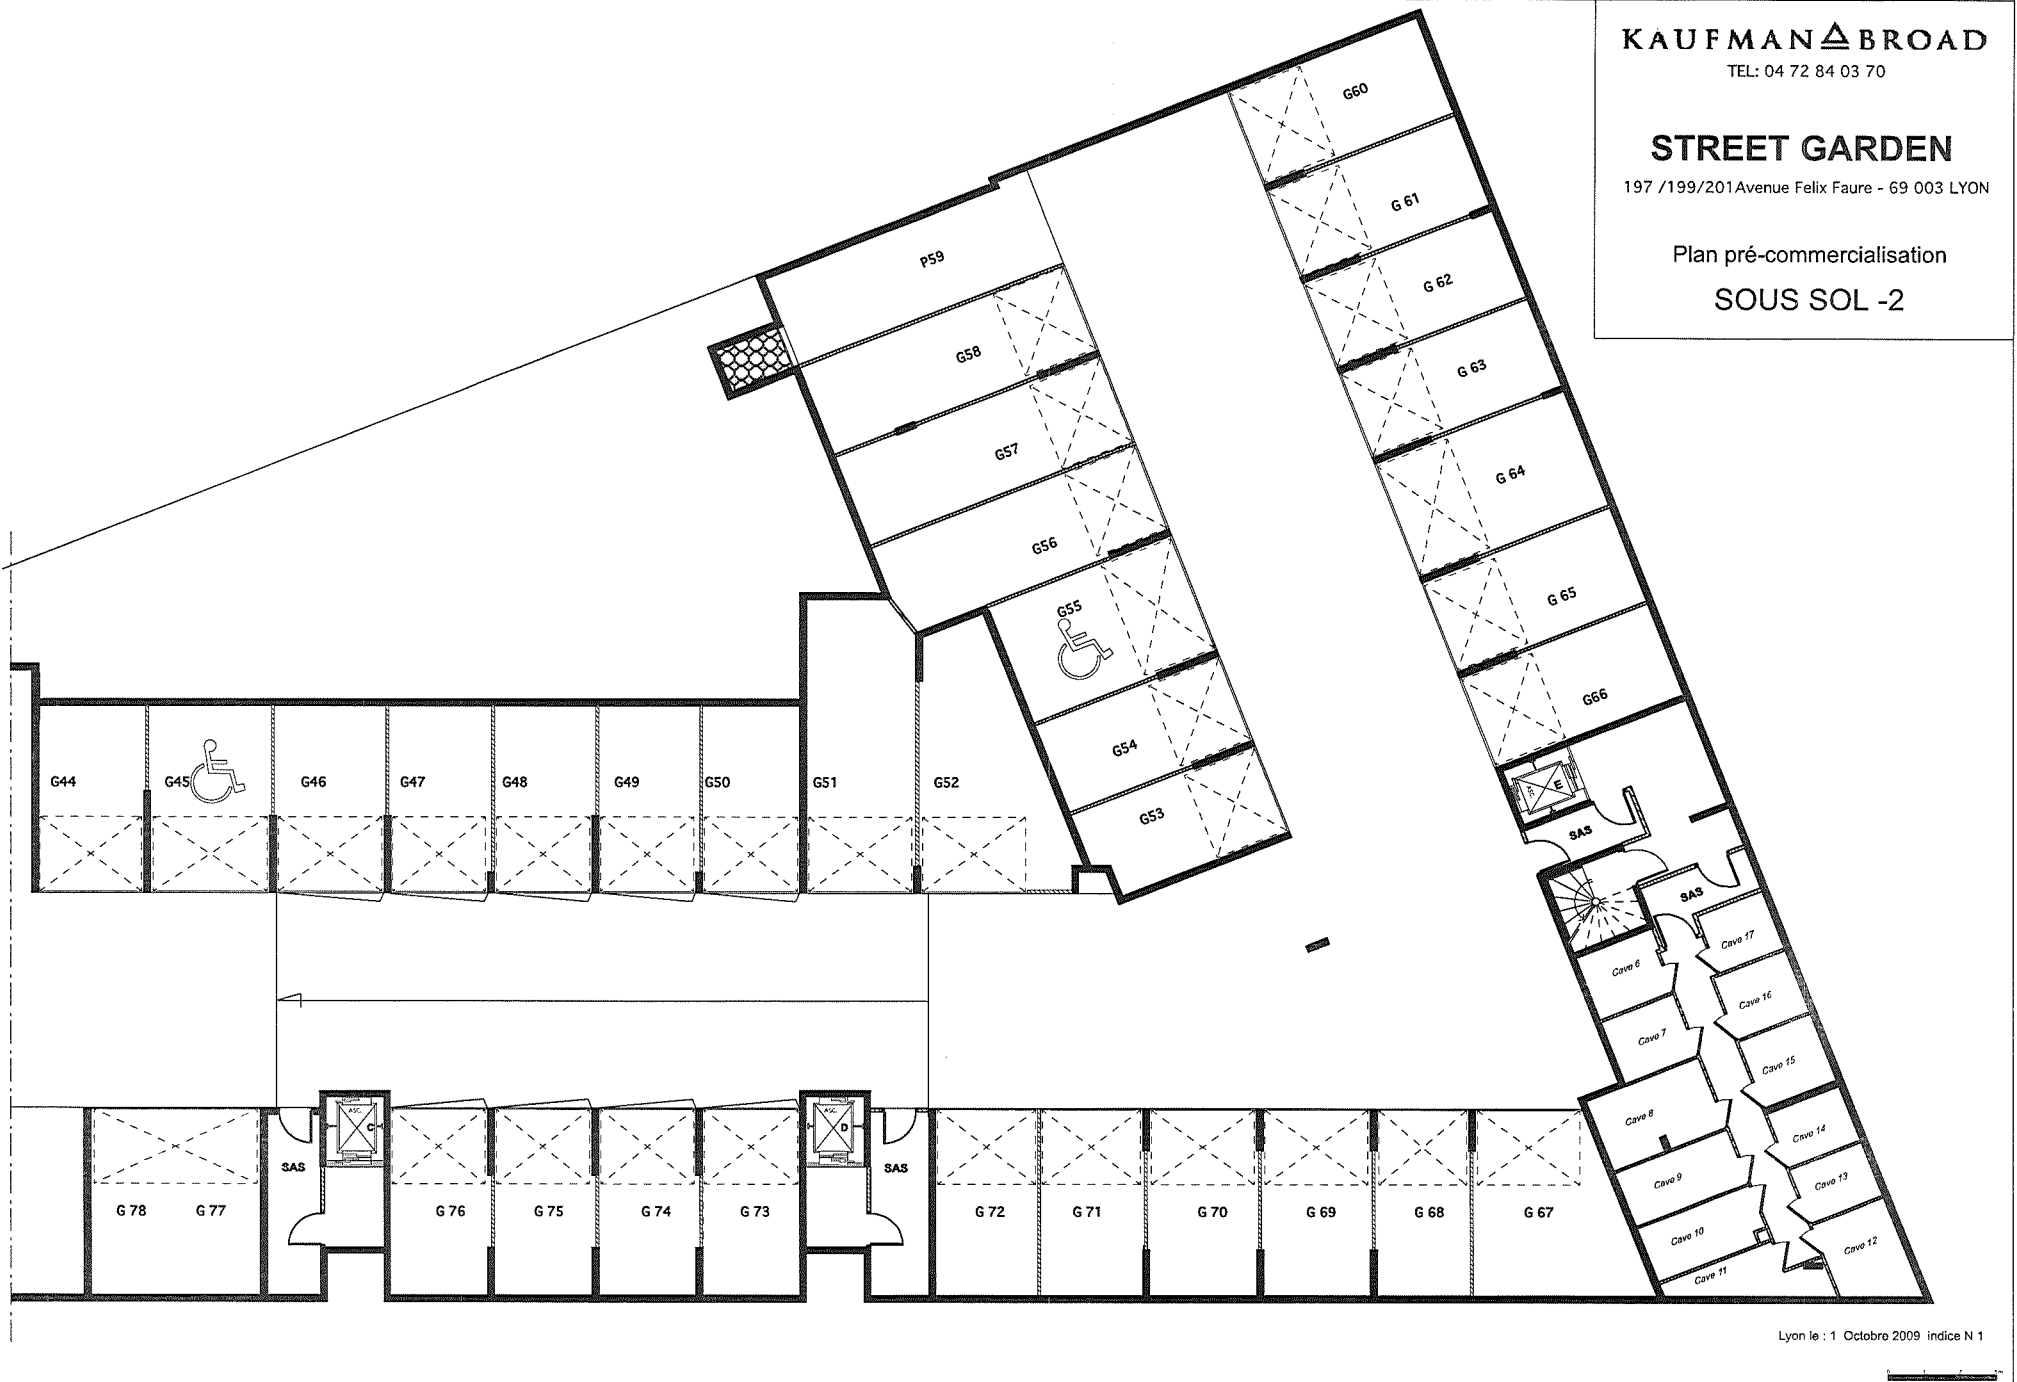 KAUFMAN BROAD
TEL: 04 72 84 03 70
STREET GARDEN
197 /199/201Avenue Felix Faure - 69 003 LYON
Plan pré-commercialisation
SOUS SOL -2
G60
G 61
P59
G 62
G58
G 63
G57
G 64
G56
G55
G 65
G66
G54
G53
G44
G45
G46
G47
G48
G49
G50
G51
G52
ASC.
E
SAS
SAS
Cave 17
Cave 6
Cave 16
Cave 7
Cave 15
Cave 8
Cave 14
Cave 9
Cave 13
Cave 10
Cave 12
Cave 11
ASC.
C
ASC.
D
SAS
SAS
G 78
G 77
G 76
G 75
G 74
G 73
G 72
G 71
G 70
G 69
G 68
G 67
Lyon le : 1 Octobre 2009 indice N 1